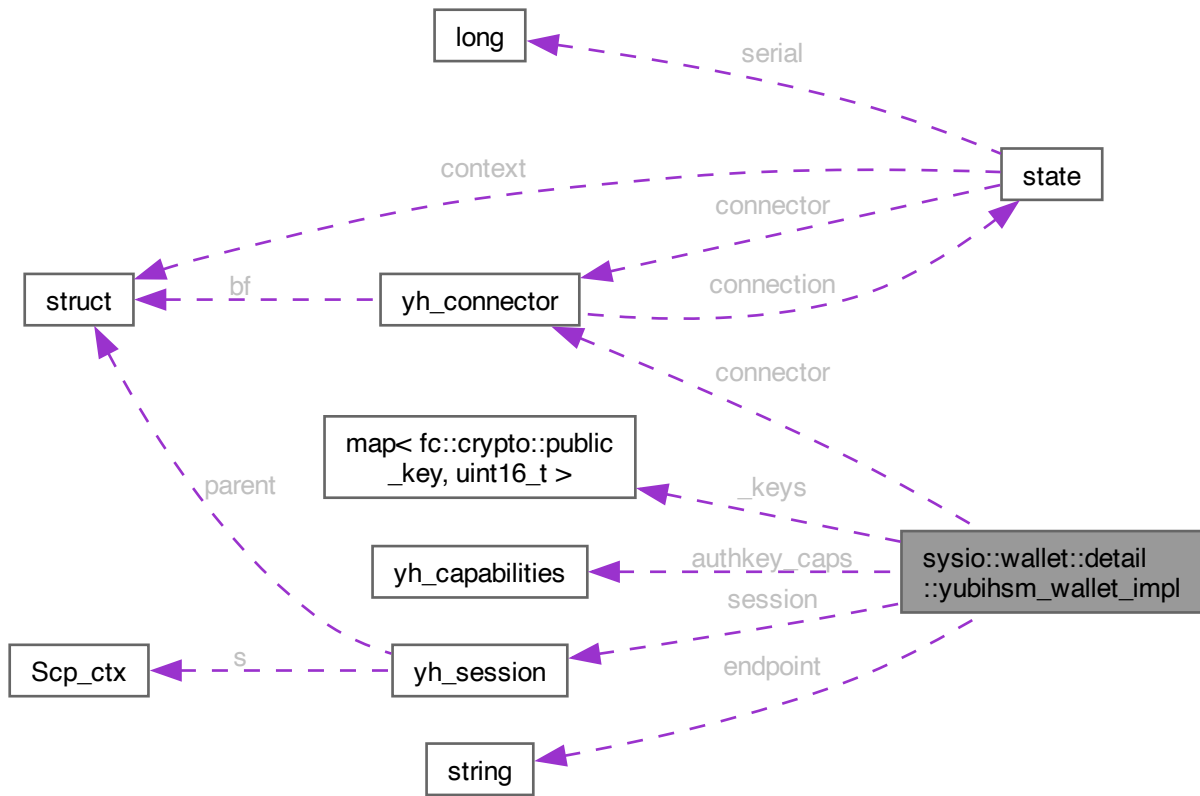 long
serial
state
context
connector
struct
bf
yh_connector
connection
connector
map< fc::crypto::public
_key, uint16_t >
parent
_keys
sysio::wallet::detail
::yubihsm_wallet_impl
yh_capabilities
authkey_caps
session
Scp_ctx
s
yh_session
endpoint
string